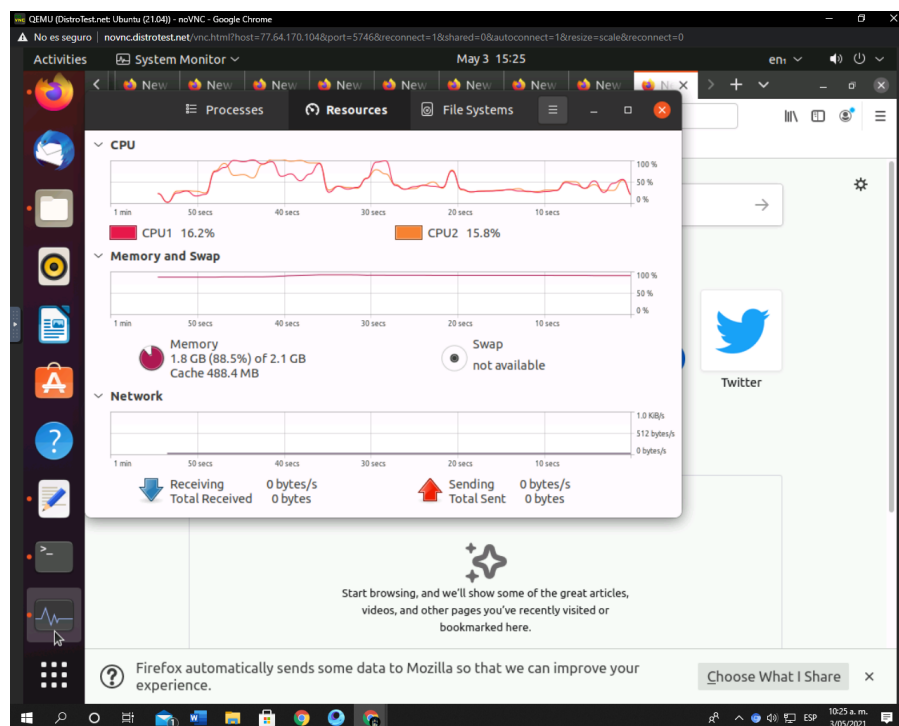 QEMU (DistroTest.net: Ubuntu (21.04)) - noVNC - Google Chrome
No es seguro | novnc.distrotest.net/vnc.html?host=77.64.170.104&port=5746&reconnect=1&shared=0&autoconnect=1&resize=scale&reconnect=0
Activities System Monitor May 3 15:25 en₁
New New New New New New New New
Processes Resources File Systems
CPU
100 %
50 %
0 %
1 min 50 secs 40 secs 30 secs 20 secs 10 secs
CPU1 16.2% CPU2 15.8%
Memory and Swap
100 %
50 %
0 %
1 min 50 secs 40 secs 30 secs 20 secs 10 secs
Memory Swap
1.8 GB (88.5%) of 2.1 GB not available
Cache 488.4 MB
Twitter
Network
1.0 KiB/s
512 bytes/s
0 bytes/s
1 min 50 secs 40 secs 30 secs 20 secs 10 secs
Receiving 0 bytes/s Sending 0 bytes/s
Total Received 0 bytes Total Sent 0 bytes
Start browsing, and we'll show some of the great articles,
videos, and other pages you've recently visited or
bookmarked here.
Firefox automatically sends some data to Mozilla so that we can improve your
experience.
Choose What I Share
ESP 10:25 a. m.
3/05/2021